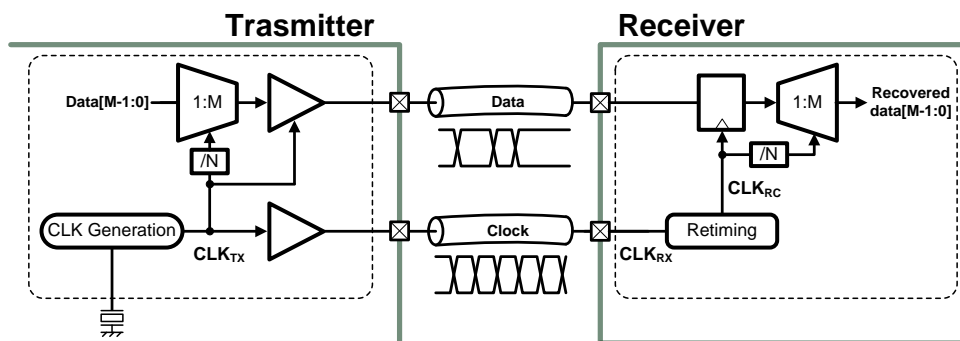 Trasmitter
Receiver
Data[M-1:0]
1:M
/N
CLK Generation
CLKTX
Data
Clock
1:M
Recovered
data[M-1:0]
/N
CLKRC
CLKRX
Retiming